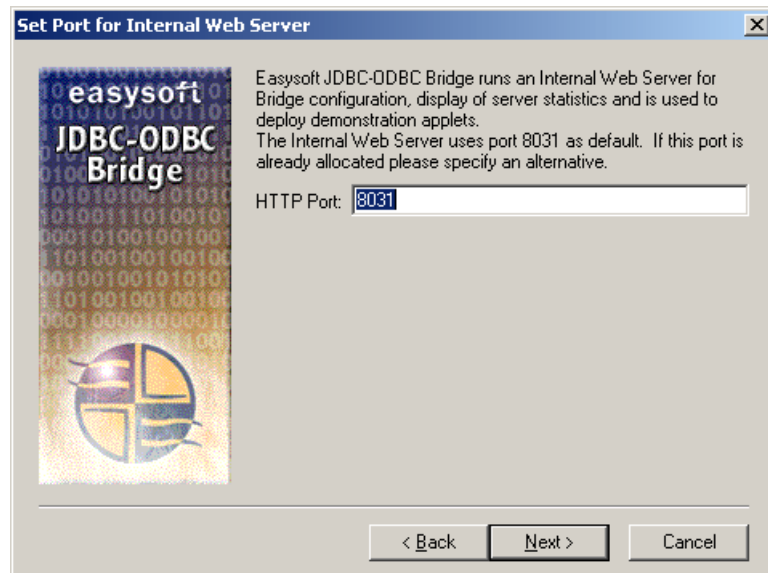 Set Port for Internal Web Server
easysoft
JDBC-ODBC
Bridge
Easysoft JDBC-ODBC Bridge runs an Internal Web Server for
Bridge configuration, display of server statistics and is used to
deploy demonstration applets.
The Internal Web Server uses port 8031 as default.  If this port is
already allocated please specify an alternative.
HTTP Port: 8031
< Back
Next >
Cancel